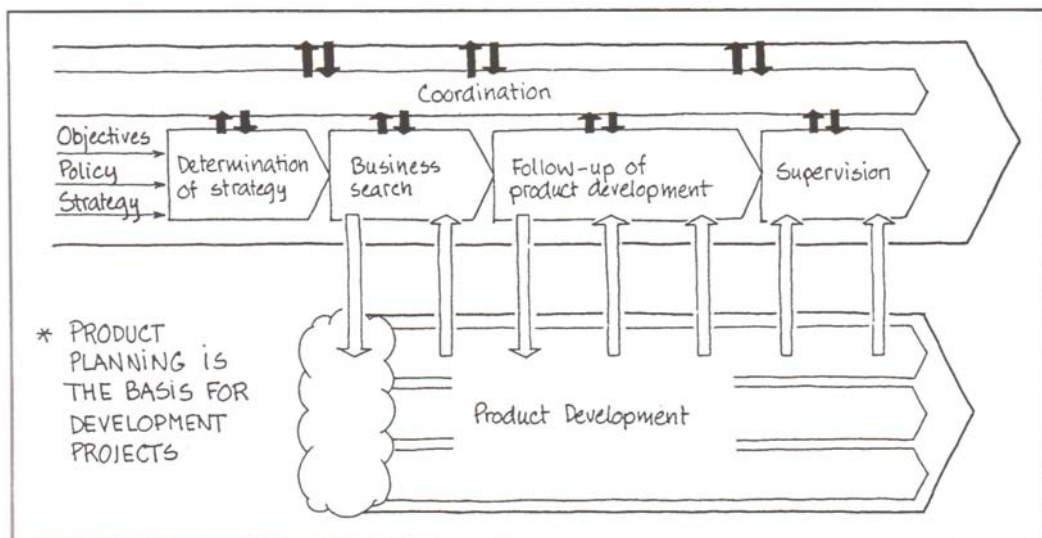 Coordination
Objectives
Policy
Strategy
Determination
of strategy
Business
search
Follow-up of
product development
Supervision
* PRODUCT
PLANNING IS
THE BASIS FOR
DEVELOPMENT
PROJECTS
Product Development